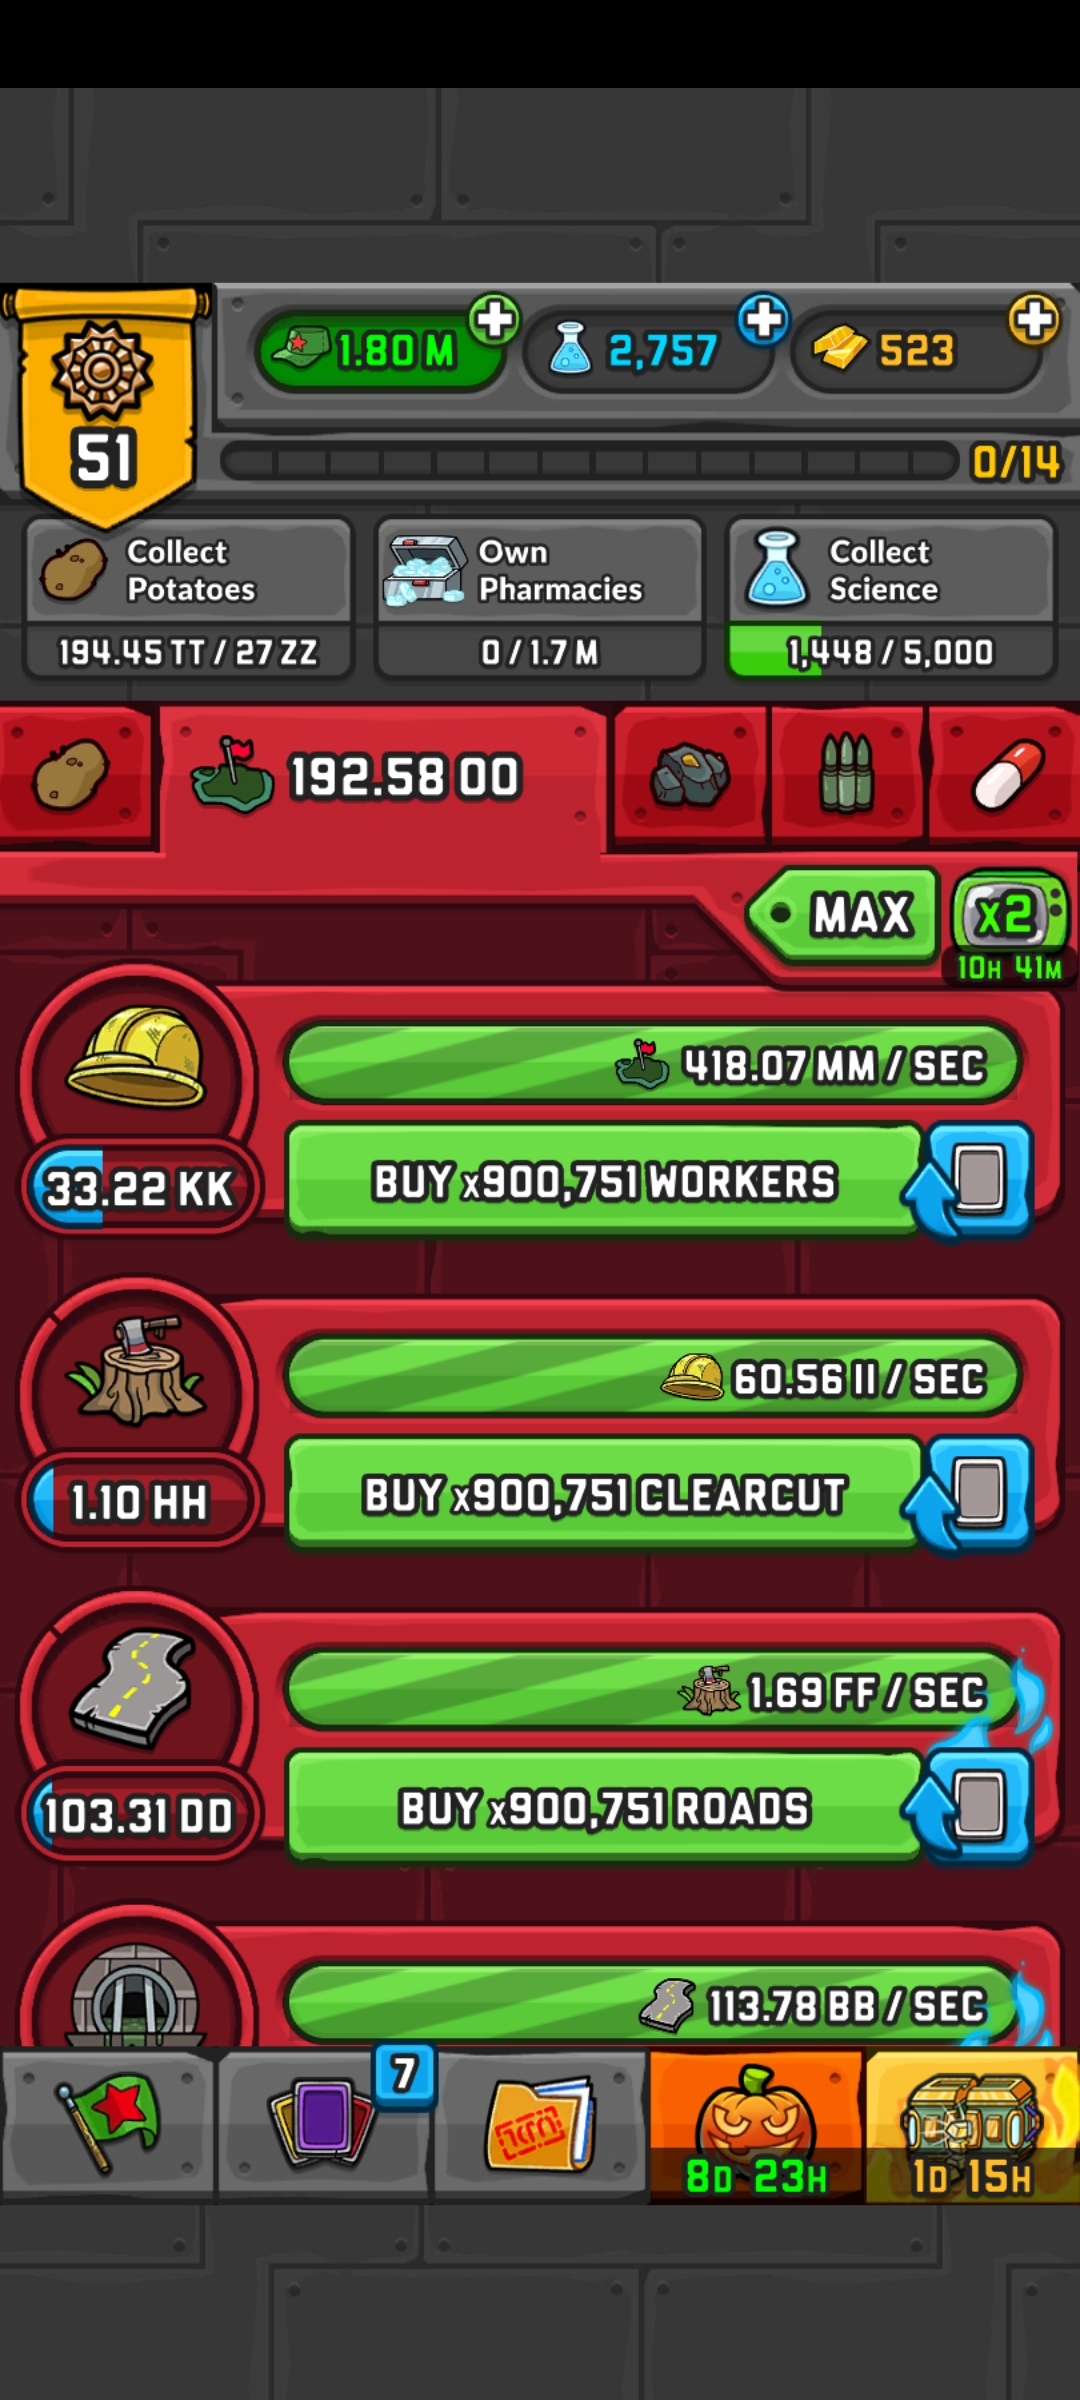 1.80 M
2,757
523
51
0/14
Collect
Potatoes
194.45 TT / 27 ZZ
Own
Pharmacies
0 / 1.7 M
Collect
Science
1,448 / 5,000
192.58 OO
MAX
x2
10H 41M
418.07 MM / SEC
33.22 KK
BUY x900,751 WORKERS
60.56 II / SEC
1.10 HH
BUY x900,751 CLEARCUT
1.69 FF / SEC
103.31 DD
BUY x900,751 ROADS
113.78 BB / SEC
7
8D 23H
1D 15H